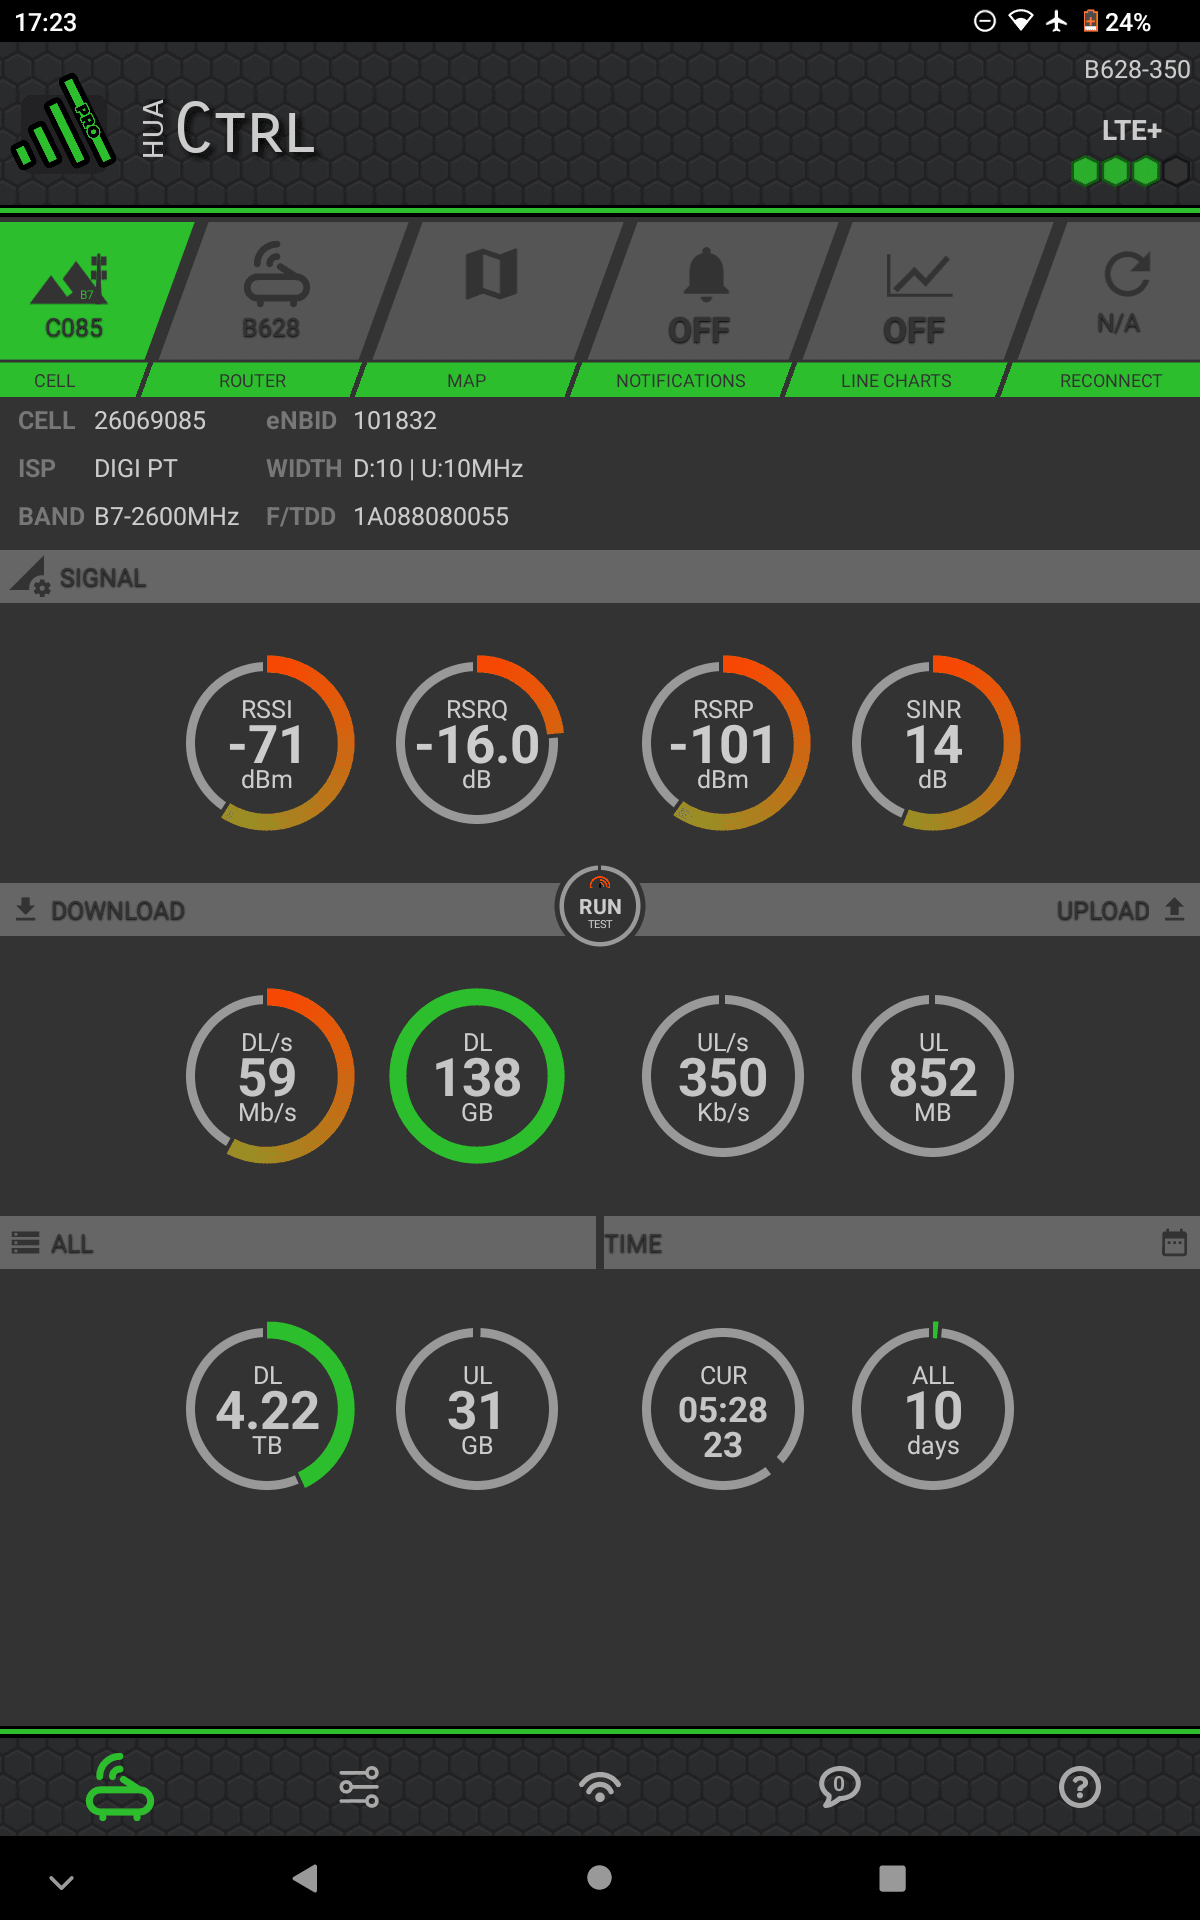 17:23 24%
B628-350
PRO HUA CTRL LTE+
B7
C085 B628 OFF OFF N/A
CELL ROUTER MAP NOTIFICATIONS LINE CHARTS RECONNECT
CELL 26069085 eNBID 101832
ISP DIGI PT WIDTH D:10 | U:10MHz
BAND B7-2600MHz F/TDD 1A088080055
SIGNAL
RSSI RSRQ RSRP SINR
-71 -16.0 -101 14
dBm dB dBm dB
DOWNLOAD RUN UPLOAD
TEST
DL/s DL UL/s UL
59 138 350 852
Mb/s GB Kb/s MB
ALL TIME
DL UL CUR ALL
4.22 31 05:28 10
TB GB 23 days
0 ?